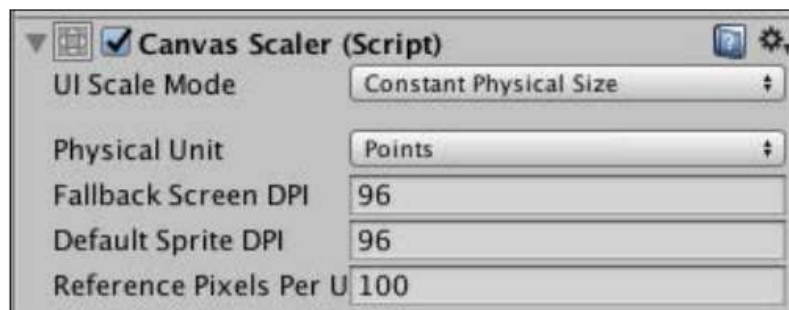 Canvas Scaler (Script)
UI Scale Mode Constant Physical Size
Physical Unit Points
Fallback Screen DPI 96
Default Sprite DPI 96
Reference Pixels Per U 100